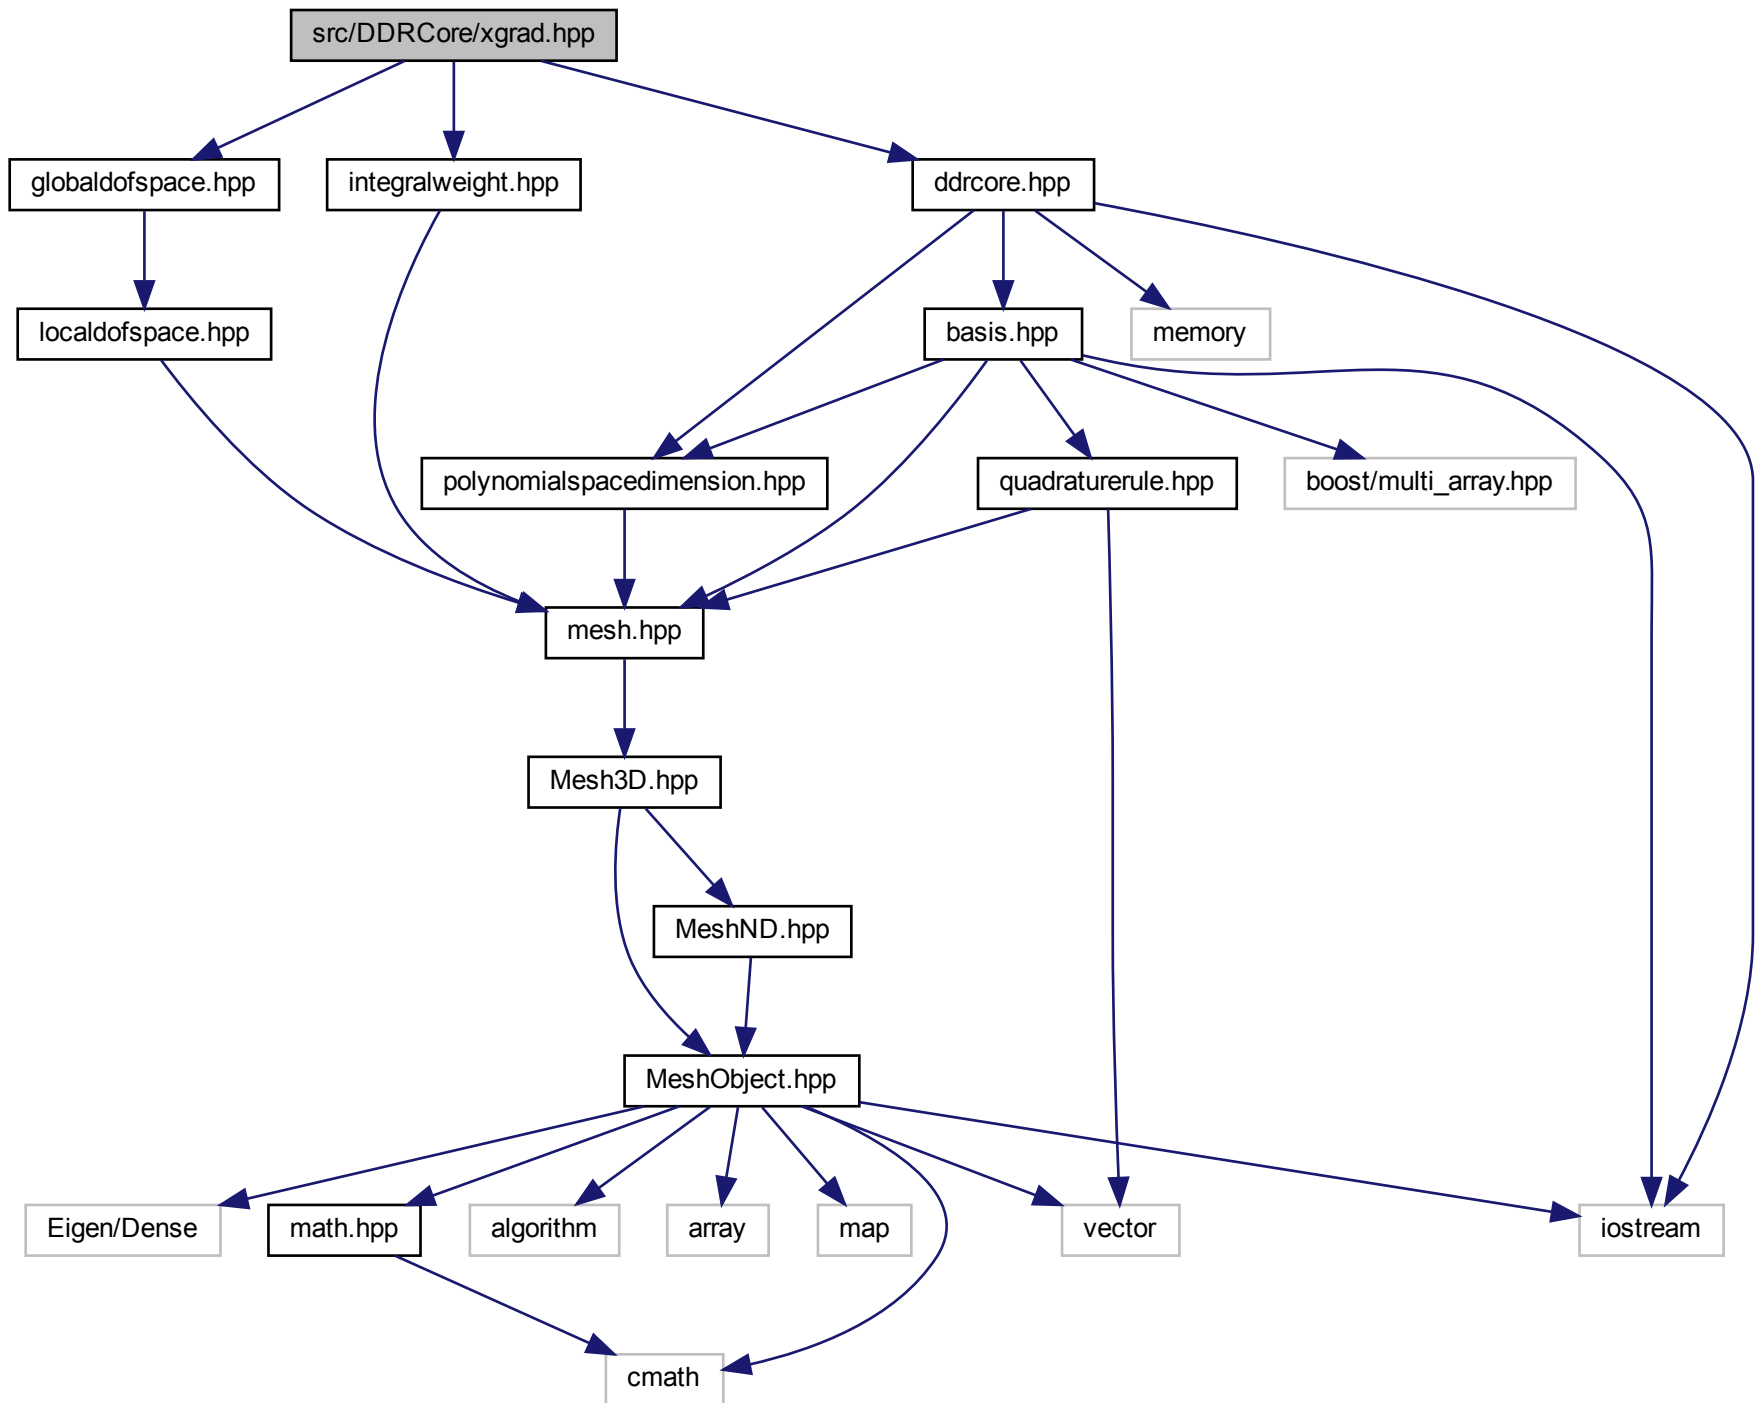 src/DDRCore/xgrad.hpp
globaldofspace.hpp
integralweight.hpp
ddrcore.hpp
localdofspace.hpp
basis.hpp
memory
polynomialspacedimension.hpp
quadraturerule.hpp
boost/multi_array.hpp
mesh.hpp
Mesh3D.hpp
MeshND.hpp
MeshObject.hpp
Eigen/Dense
math.hpp
algorithm
array
map
vector
iostream
cmath